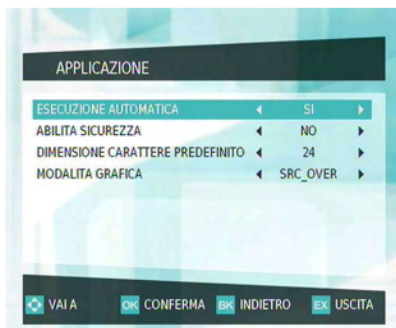 APPLICAZIONE
ESECUZIONE AUTOMATICA SI
ABILITA SICUREZZA NO
DIMENSIONE CARATTERE PREDEFINITO 24
MODALITA GRAFICA SRC_OVER
VAI A OK CONFERMA BK INDIETRO EX USCITA